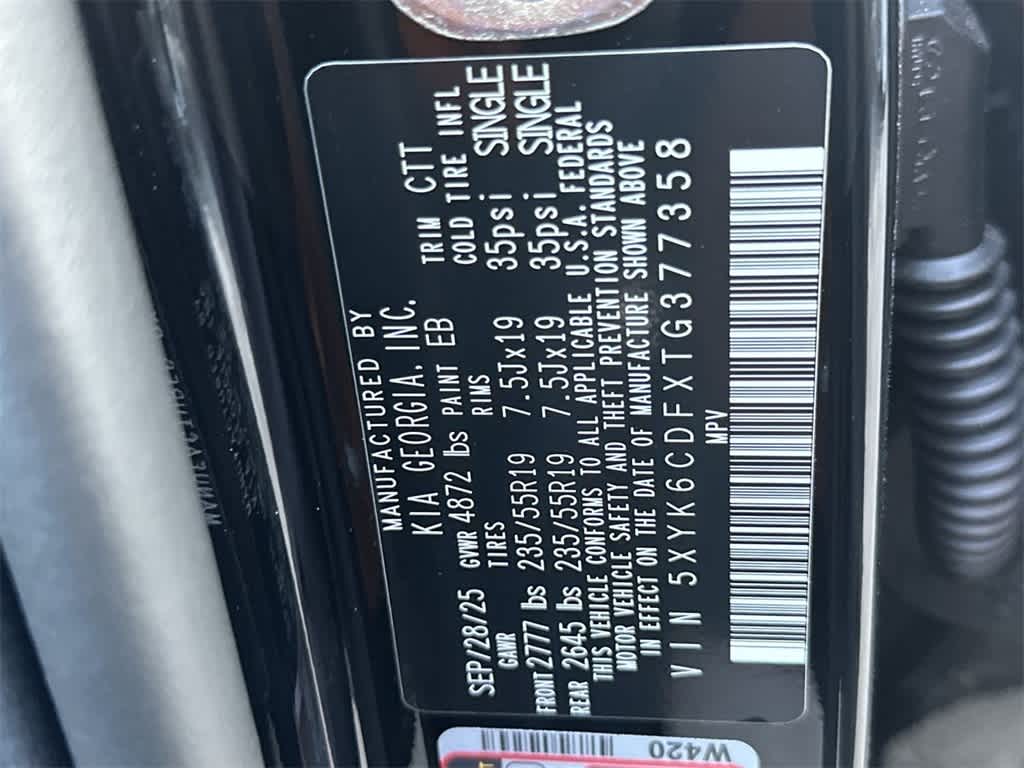 MANUFACTURED BY
KIA GEORGIA, INC.
SEP/28/25 GVWR 4872 lbs PAINT EB TRIM CTT
GAWR TIRES RIMS COLD TIRE INFL
FRONT 2777 lbs 235/55R19 7.5Jx19 35psi SINGLE
REAR 2645 lbs 235/55R19 7.5Jx19 35psi SINGLE
THIS VEHICLE CONFORMS TO ALL APPLICABLE U.S.A. FEDERAL
MOTOR VEHICLE SAFETY AND THEFT PREVENTION STANDARDS
IN EFFECT ON THE DATE OF MANUFACTURE SHOWN ABOVE
VIN 5XYK6CDFXTG377358
MPV
W420